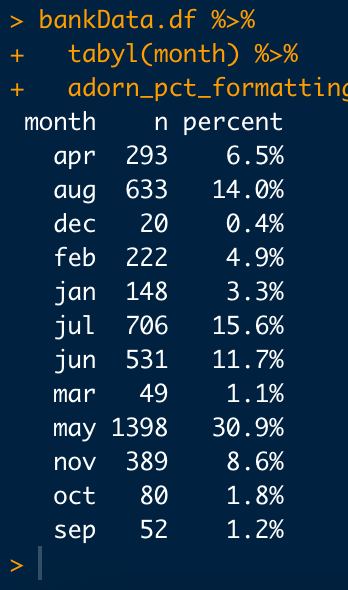 > bankData.df %>%
+   tabyl(month) %>%
+   adorn_pct_formatting
 month    n percent
   apr  293    6.5%
   aug  633   14.0%
   dec   20    0.4%
   feb  222    4.9%
   jan  148    3.3%
   jul  706   15.6%
   jun  531   11.7%
   mar   49    1.1%
   may 1398   30.9%
   nov  389    8.6%
   oct   80    1.8%
   sep   52    1.2%
>